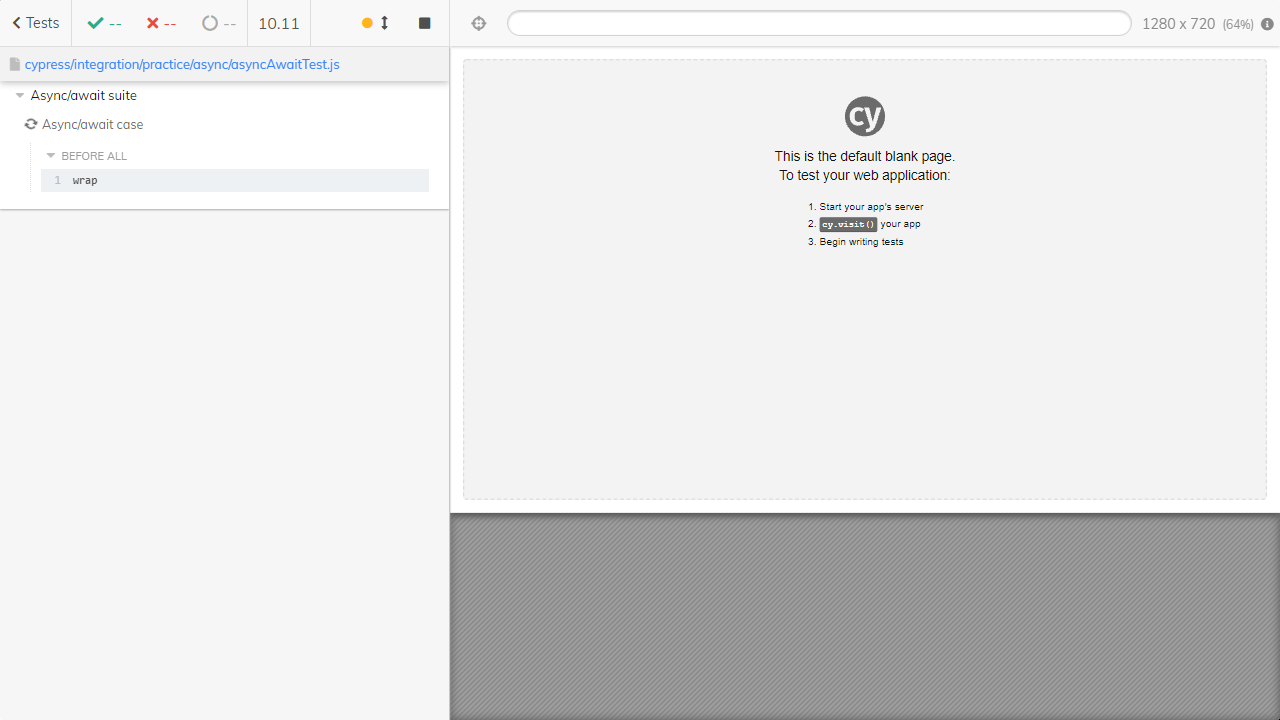 Tests -- -- -- 10.11
1280 x 720 (64%)
cypress/integration/practice/async/asyncAwaitTest.js
Async/await suite
Async/await case
BEFORE ALL
1 wrap
cy
This is the default blank page.
To test your web application:
1. Start your app's server
2. cy.visit() your app
3. Begin writing tests